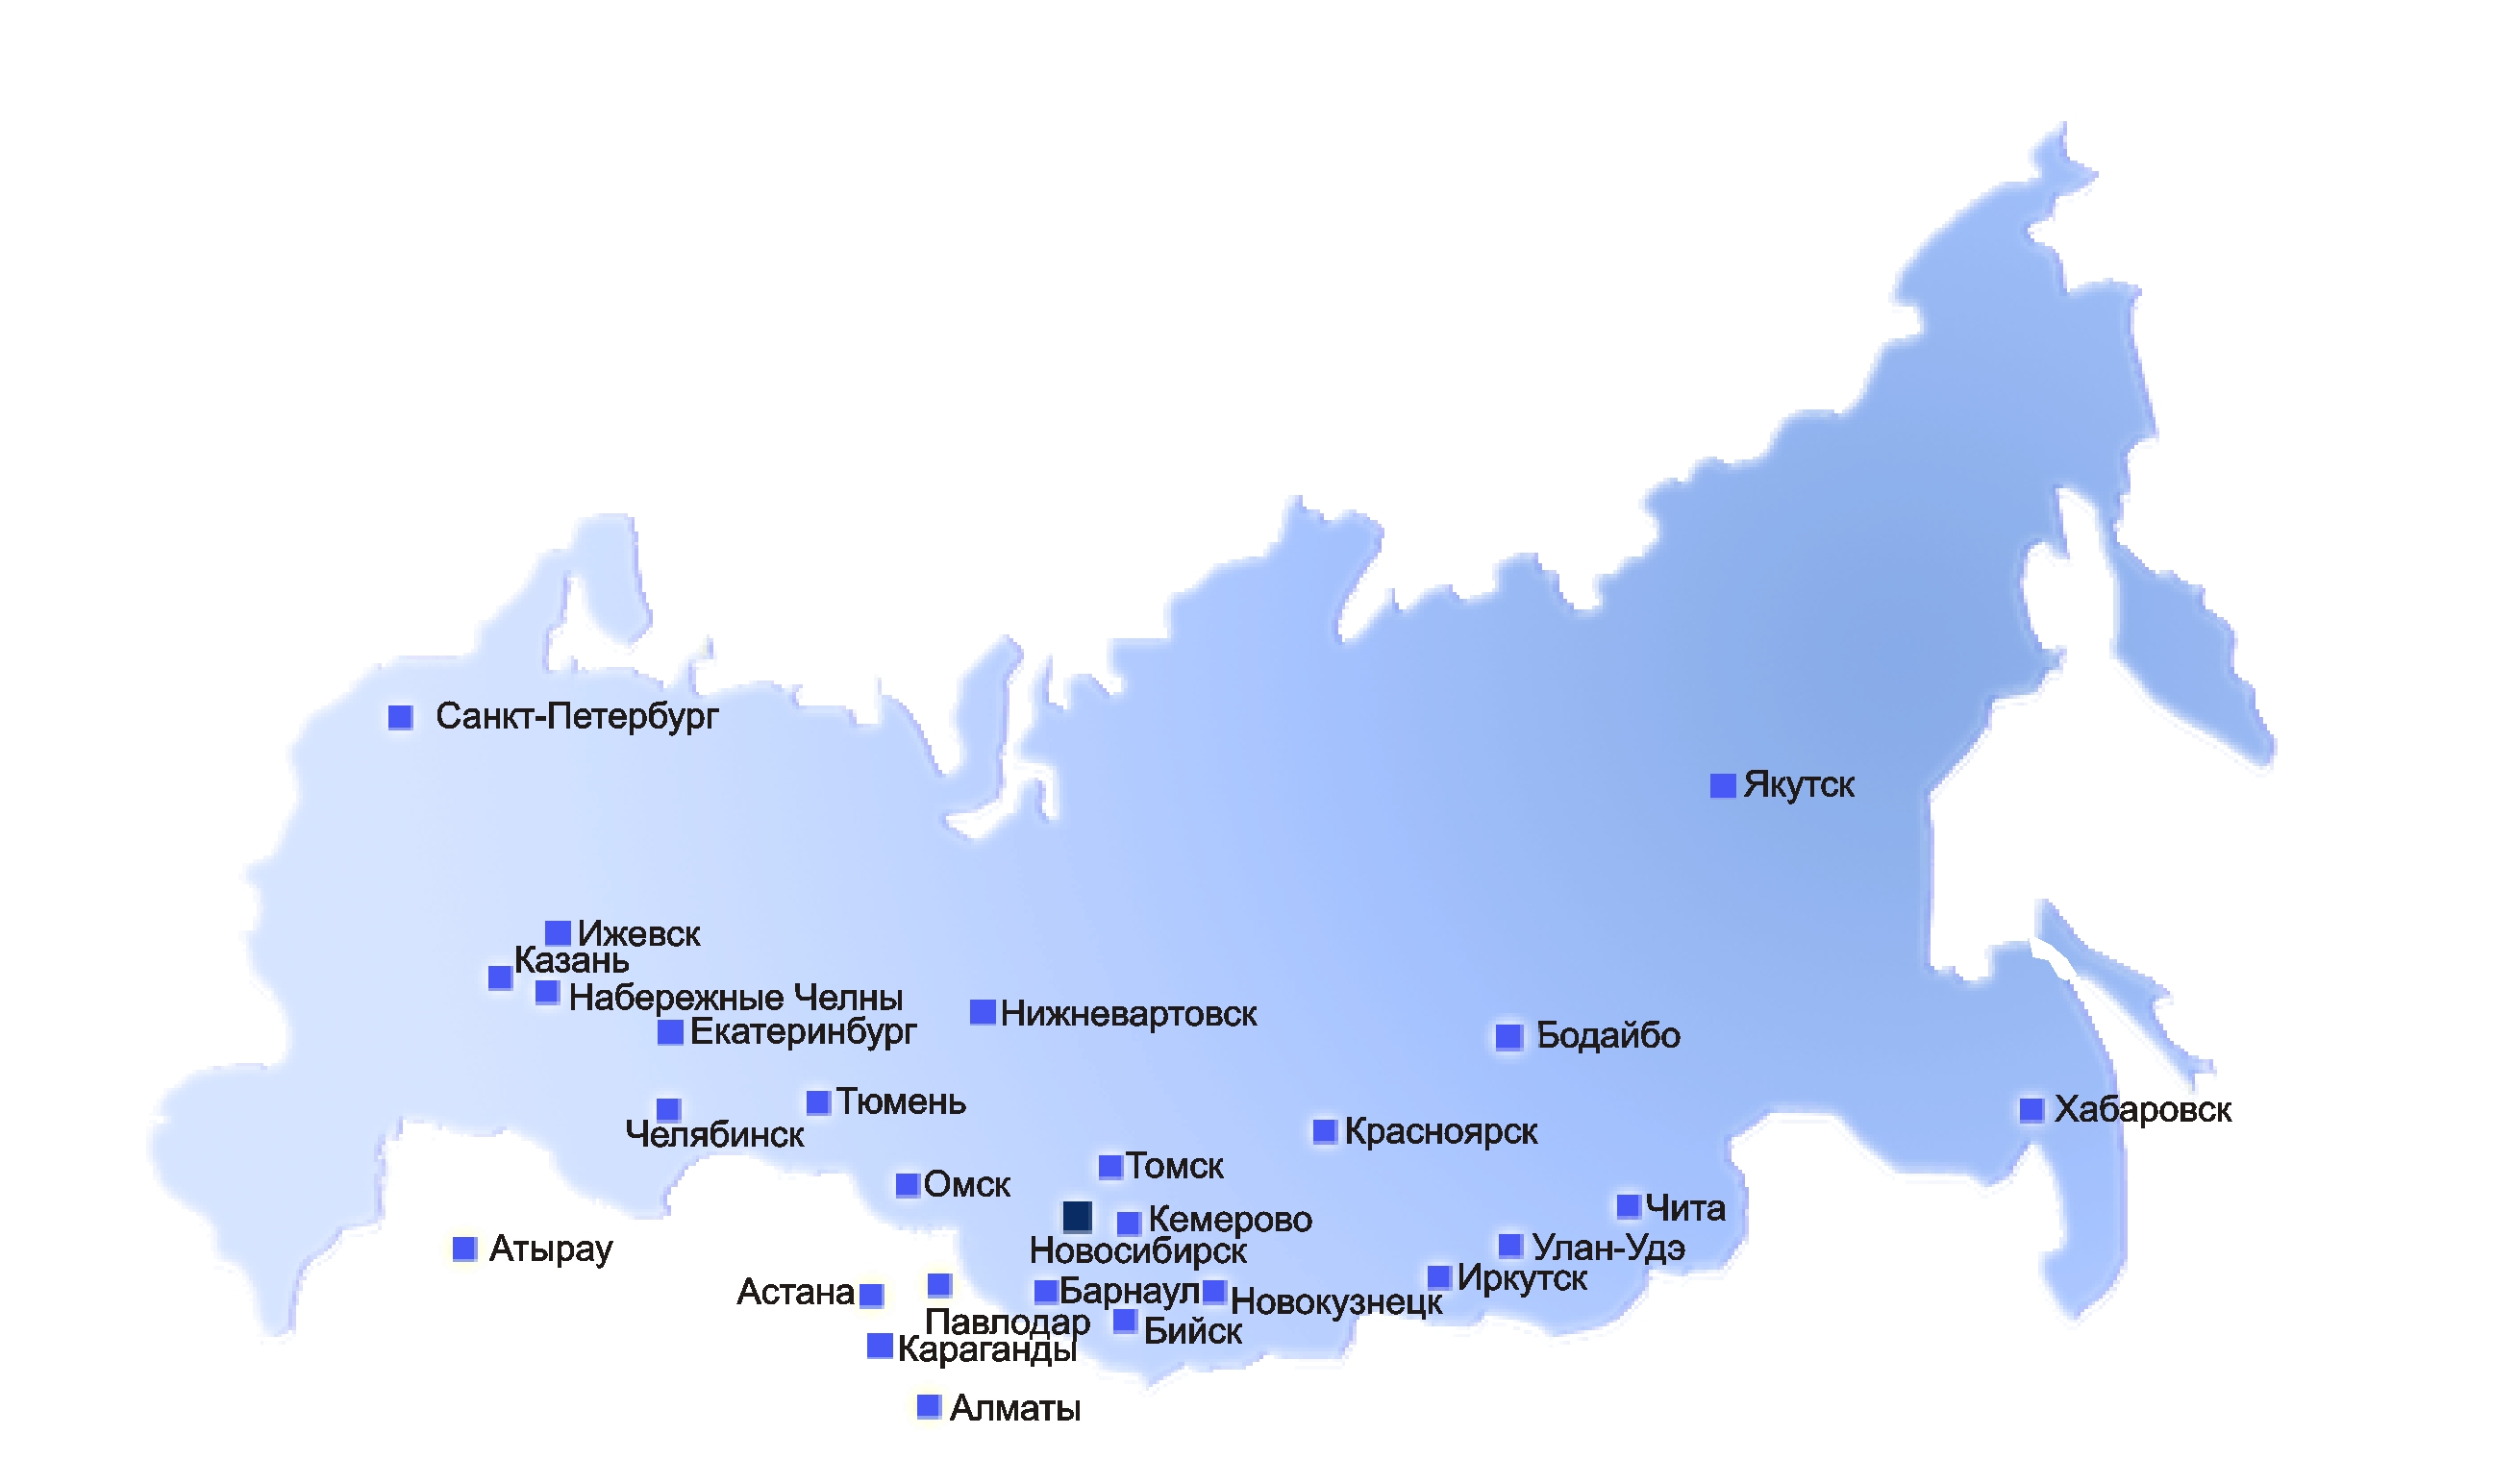 Санкт-Петербург
Якутск
Ижевск
Казань
Набережные Челны
Нижневартовск
Екатеринбург
Бодайбо
Тюмень
Хабаровск
Челябинск
Красноярск
Томск
Омск
Чита
Кемерово
Новосибирск
Улан-Удэ
Атырау
Иркутск
Астана
Барнаул
Новокузнецк
Павлодар
Бийск
Караганды
Алматы